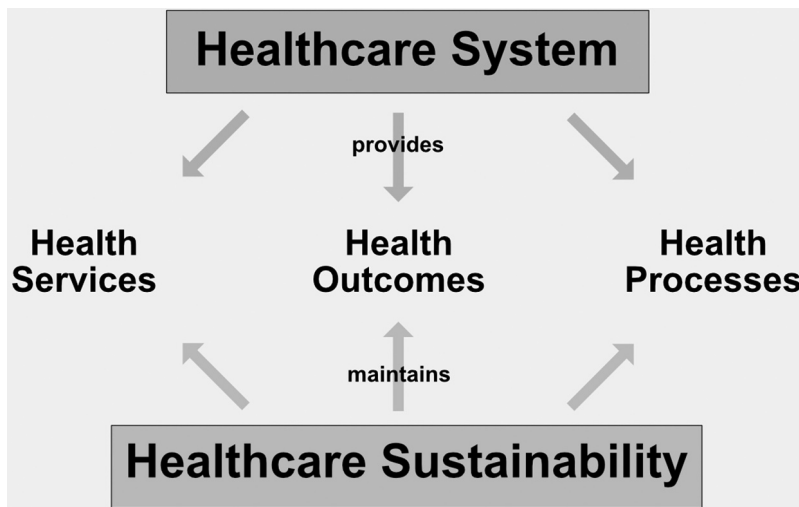 Healthcare System
provides
Health
Services
Health
Outcomes
Health
Processes
maintains
Healthcare Sustainability